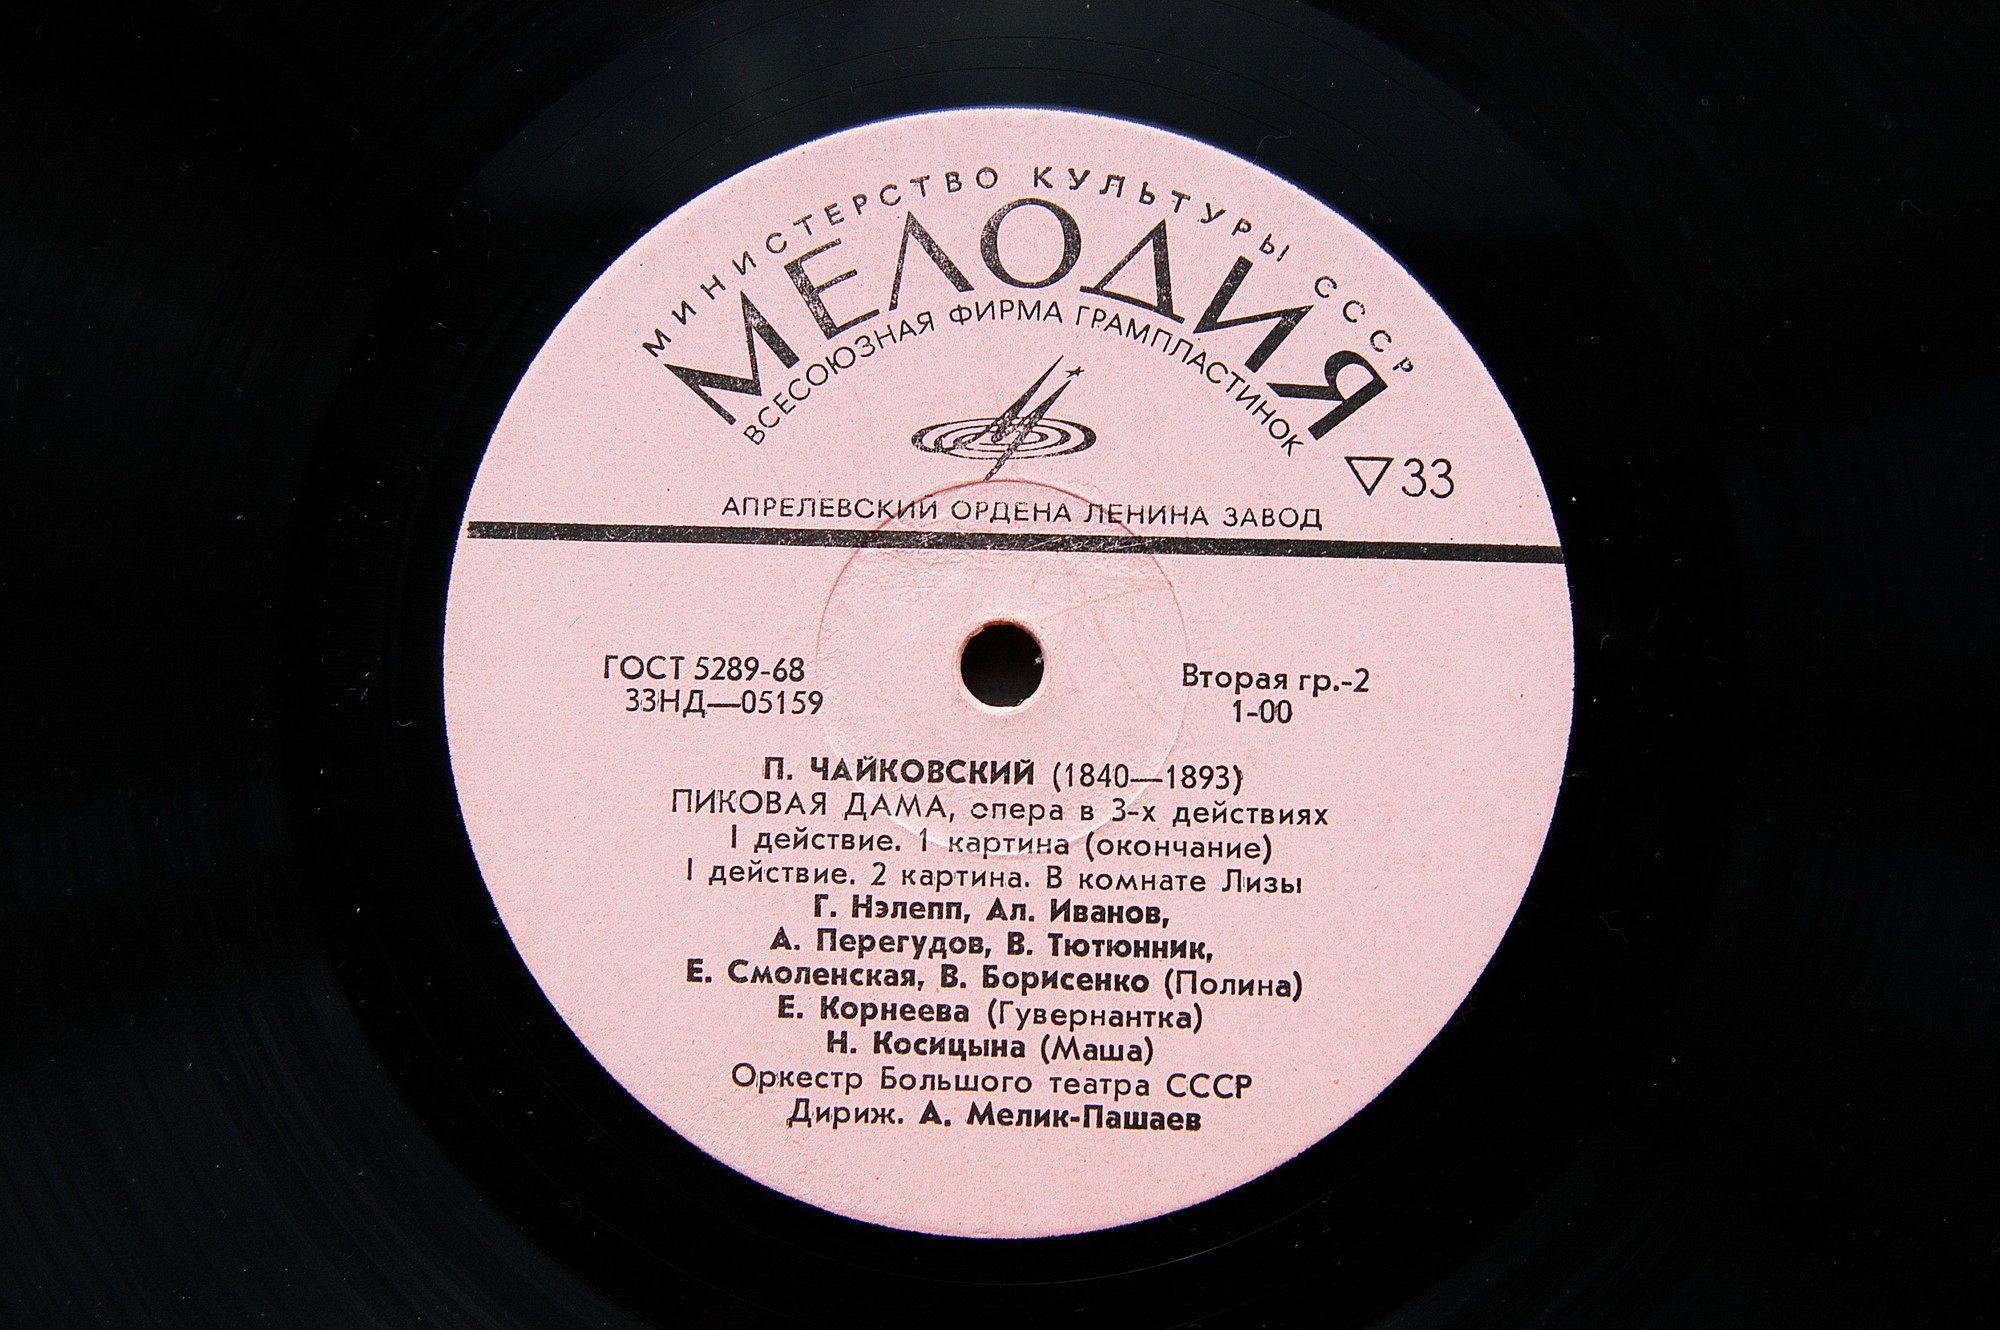 МИНИСТЕРСТВО КУЛЬТУРЫ СССР
МЕЛОДИЯ
ВСЕСОЮЗНАЯ ФИРМА ГРАМПЛАСТИНОК
33
АПРЕЛЕВСКИЙ ОРДЕНА ЛЕНИНА ЗАВОД
ГОСТ 5289-68
33НД—05159
Вторая гр.-2
1-00
П. ЧАЙКОВСКИЙ (1840—1893)
ПИКОВАЯ ДАМА, опера в 3-х действиях
I действие. 1 картина (окончание)
I действие. 2 картина. В комнате Лизы
Г. Нэлепп, Ал. Иванов,
А. Перегудов, В. Тютюнник,
Е. Смоленская, В. Борисенко (Полина)
Е. Корнеева (Гувернантка)
Н. Косицына (Маша)
Оркестр Большого театра СССР
Дириж. А. Мелик-Пашаев